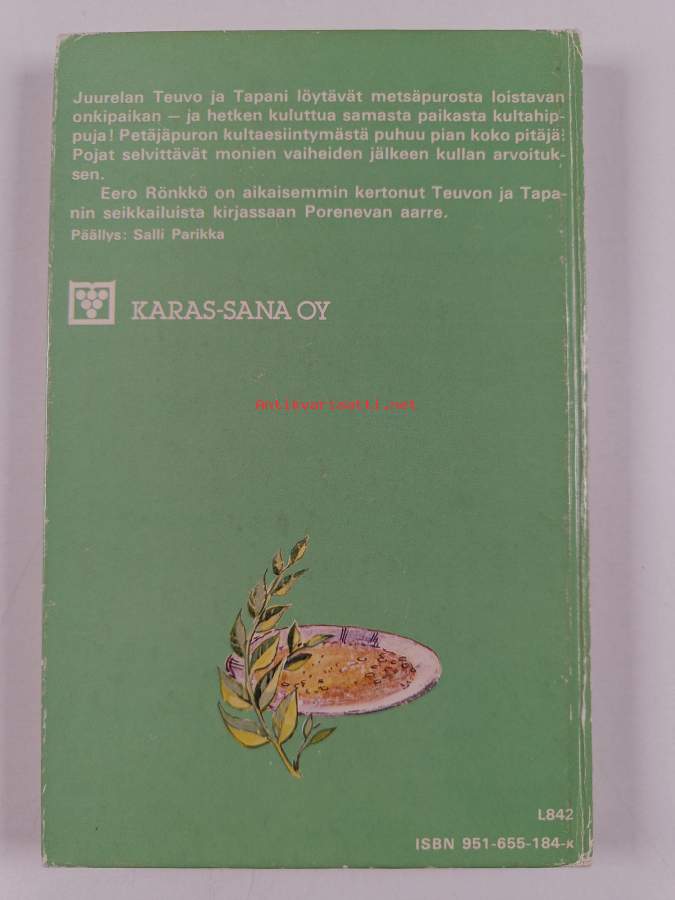 Juurelan Teuvo ja Tapani löytävät metsäpurosta loistavan
onkipaikan — ja hetken kuluttua samasta paikasta kultahip-
puja! Petäjäpuron kultaesiintymästä puhuu pian koko pitäjä!
Pojat selvittävät monien vaiheiden jälkeen kullan arvoituk-
sen.
Eero Rönkkö on aikaisemmin kertonut Teuvon ja Tapa-
nin seikkailuista kirjassaan Porenevan aarre.
Päällys: Salli Parikka
KARAS-SANA OY
Antikvariaatti.net
L842
ISBN 951-655-184-K